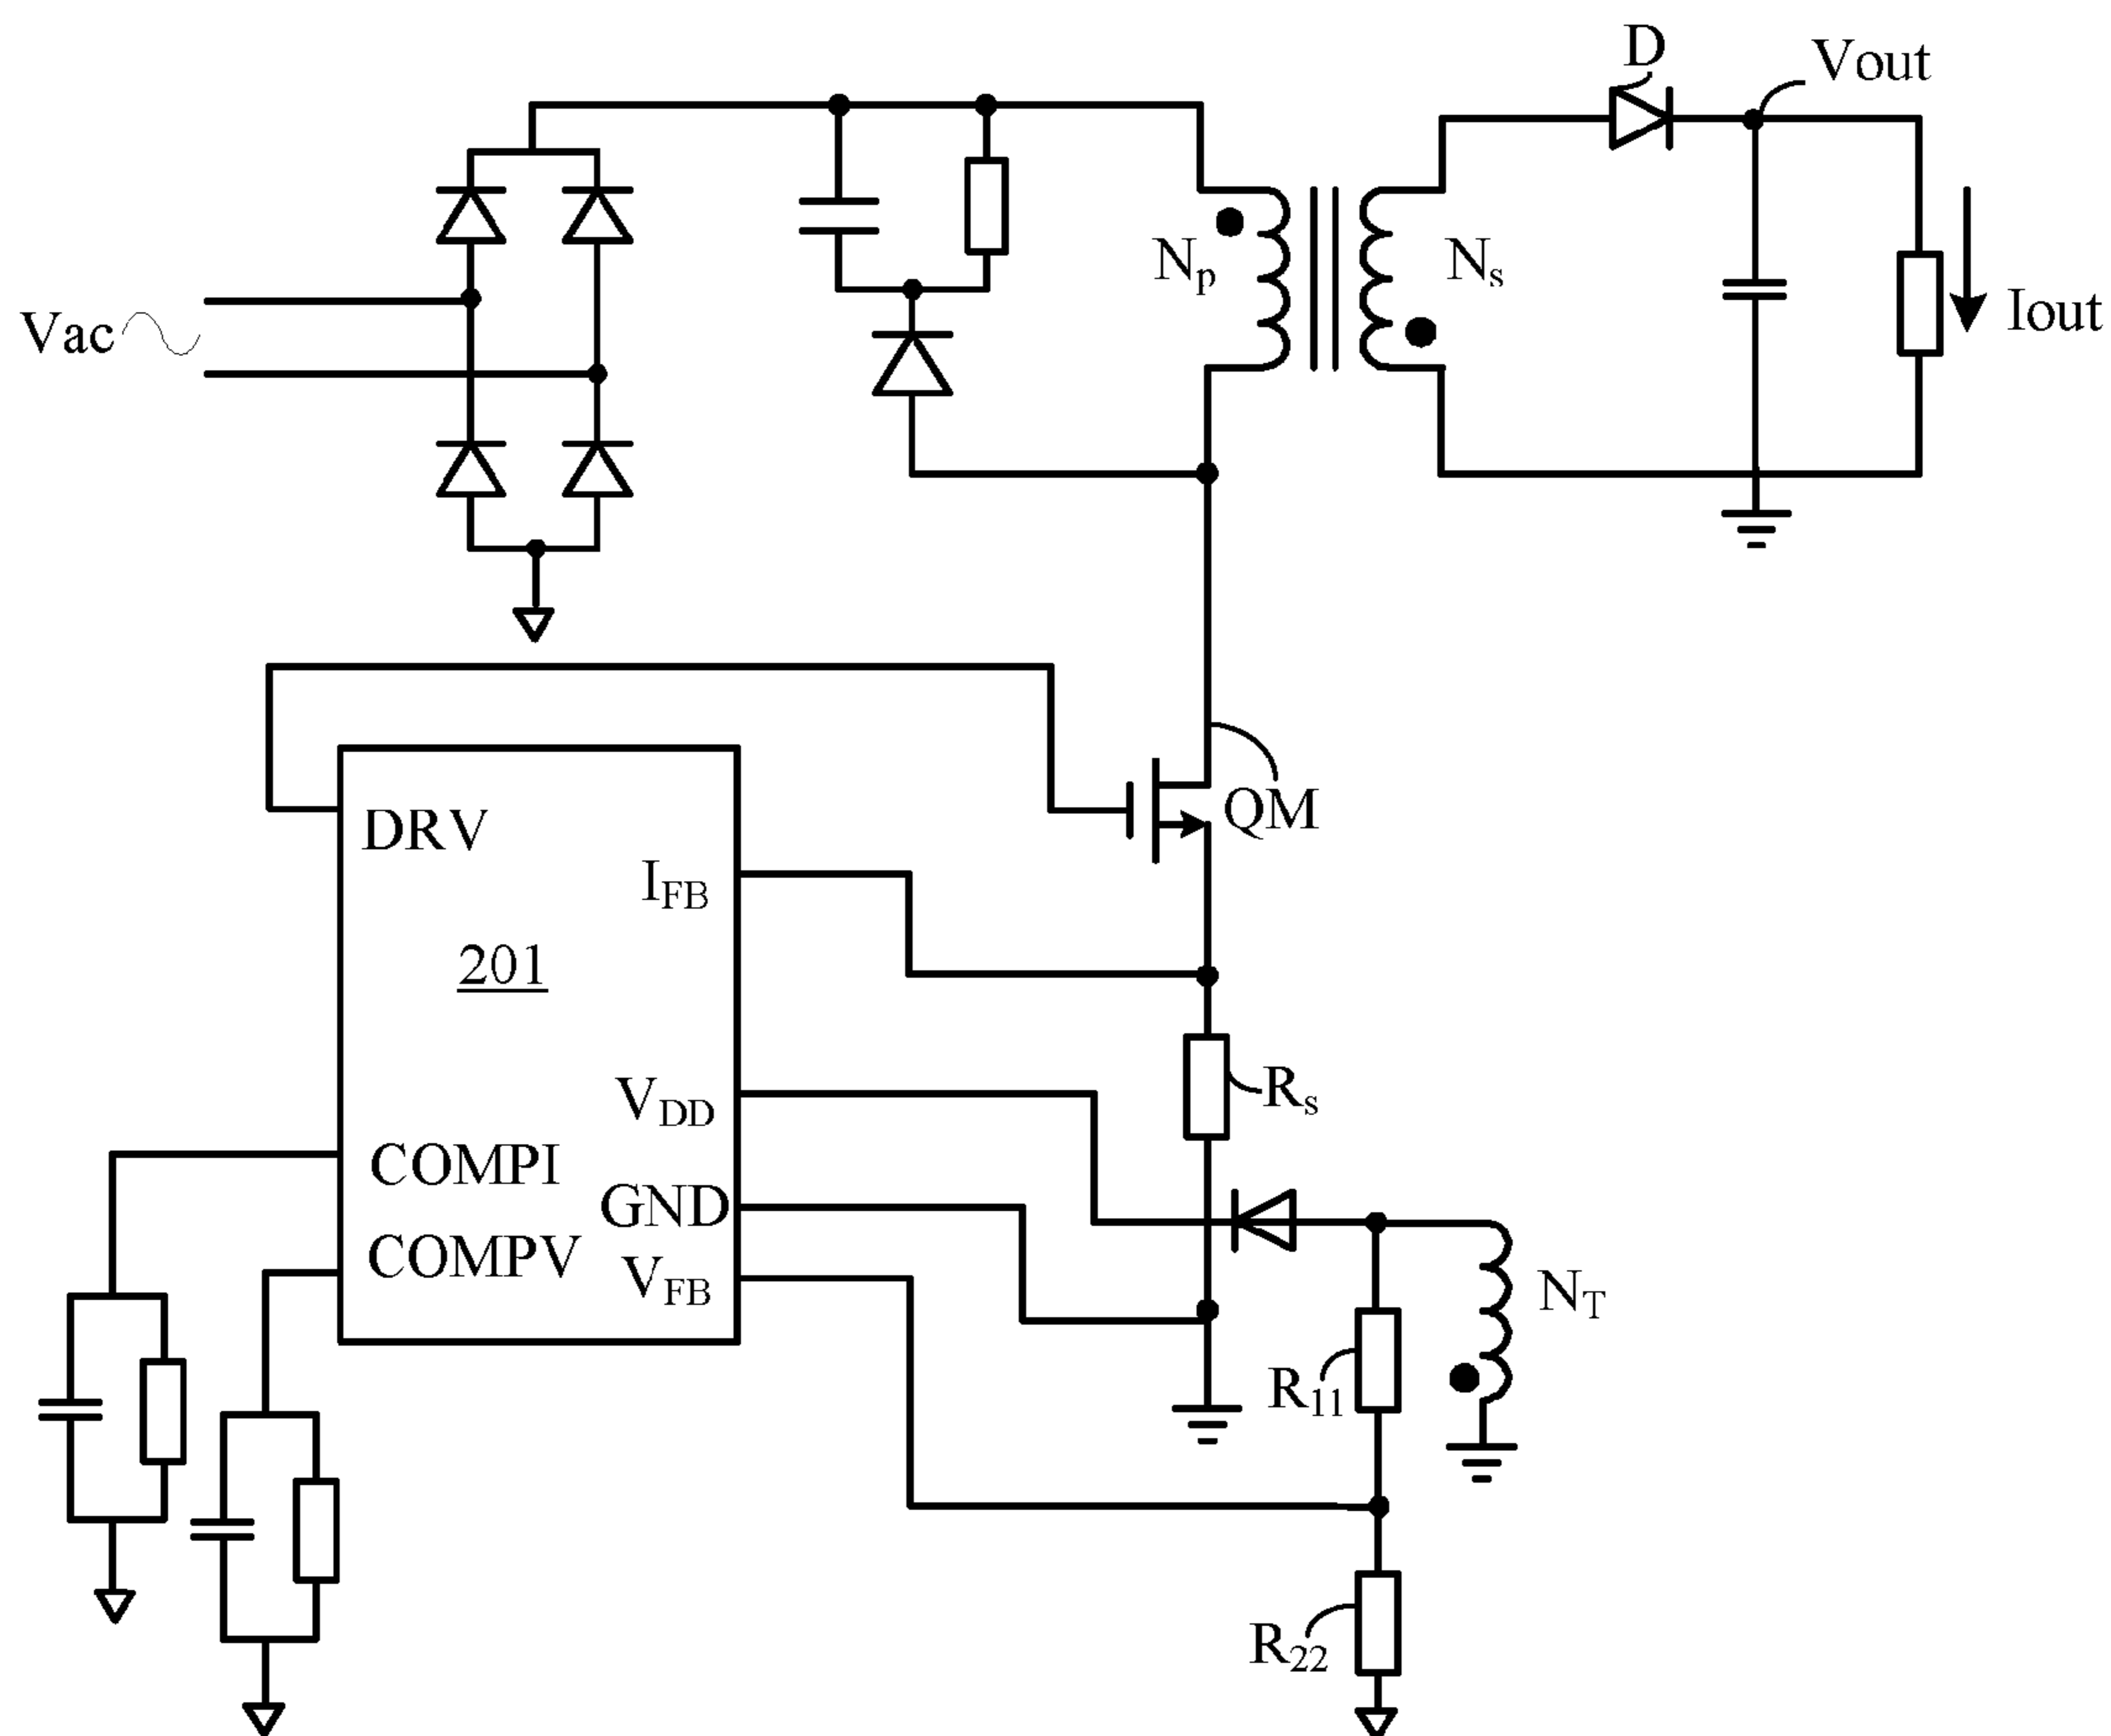 D
Vout
Vac
Np
Ns
Iout
QM
DRV
IFB
201
VDD
Rs
COMPI
GND
COMPV
VFB
NT
R11
R22